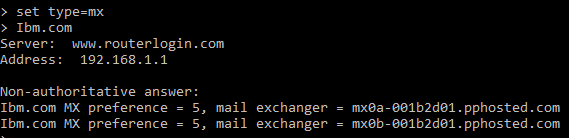 > set type=mx
> Ibm.com
Server:  www.routerlogin.com
Address:  192.168.1.1

Non-authoritative answer:
Ibm.com MX preference = 5, mail exchanger = mx0a-001b2d01.pphosted.com
Ibm.com MX preference = 5, mail exchanger = mx0b-001b2d01.pphosted.com